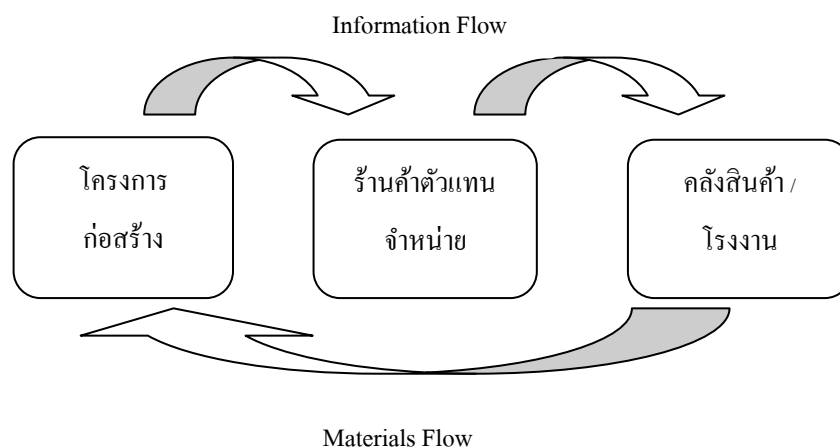 Information Flow
โครงการ
ก่อสร้าง
ร้านค้าตัวแทน
จำหน่าย
คลังสินค้า /
โรงงาน
Materials Flow